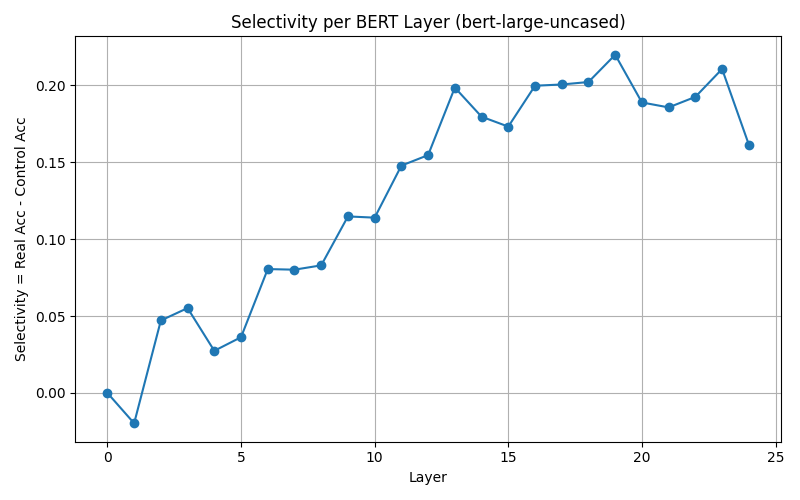 Selectivity per BERT Layer (bert-large-uncased)
Selectivity = Real Acc - Control Acc
0.20
0.15
0.10
0.05
0.00
0 5 10 15 20 25
Layer